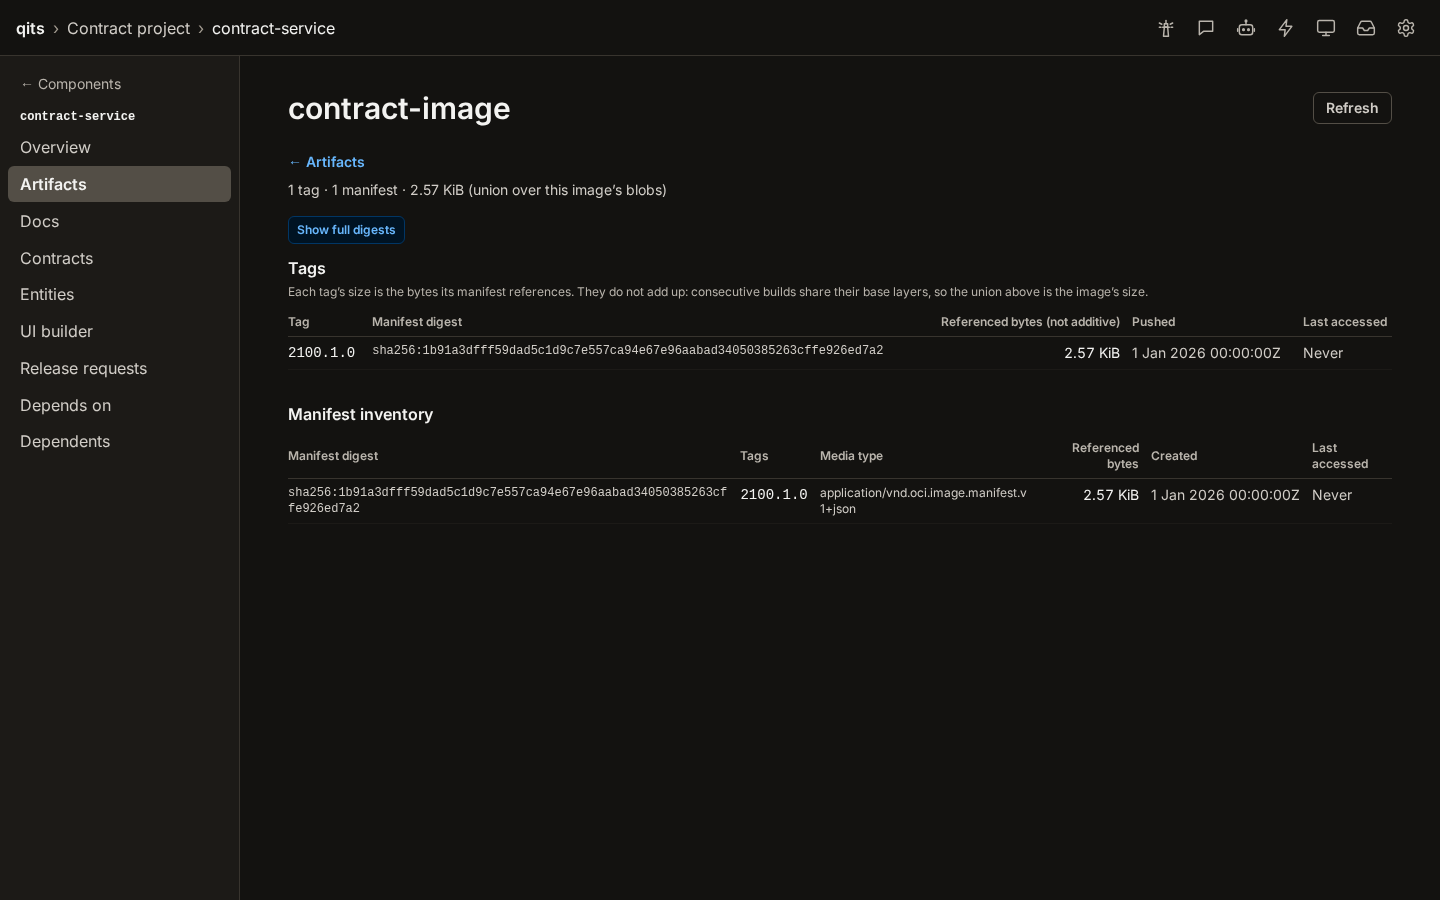 qits › Contract project › contract-service
← Components
contract-service
Overview
Artifacts
Docs
Contracts
Entities
UI builder
Release requests
Depends on
Dependents
contract-image
Refresh
← Artifacts
1 tag · 1 manifest · 2.57 KiB (union over this image’s blobs)
Show full digests
Tags
Each tag’s size is the bytes its manifest references. They do not add up: consecutive builds share their base layers, so the union above is the image’s size.
Tag Manifest digest Referenced bytes (not additive) Pushed Last accessed
2100.1.0 sha256:1b91a3dfff59dad5c1d9c7e557ca94e67e96aabad34050385263cffe926ed7a2 2.57 KiB 1 Jan 2026 00:00:00Z Never
Manifest inventory
Manifest digest Tags Media type Referenced bytes Created Last accessed
sha256:1b91a3dfff59dad5c1d9c7e557ca94e67e96aabad34050385263cf 2100.1.0 application/vnd.oci.image.manifest.v 2.57 KiB 1 Jan 2026 00:00:00Z Never
fe926ed7a2 1+json